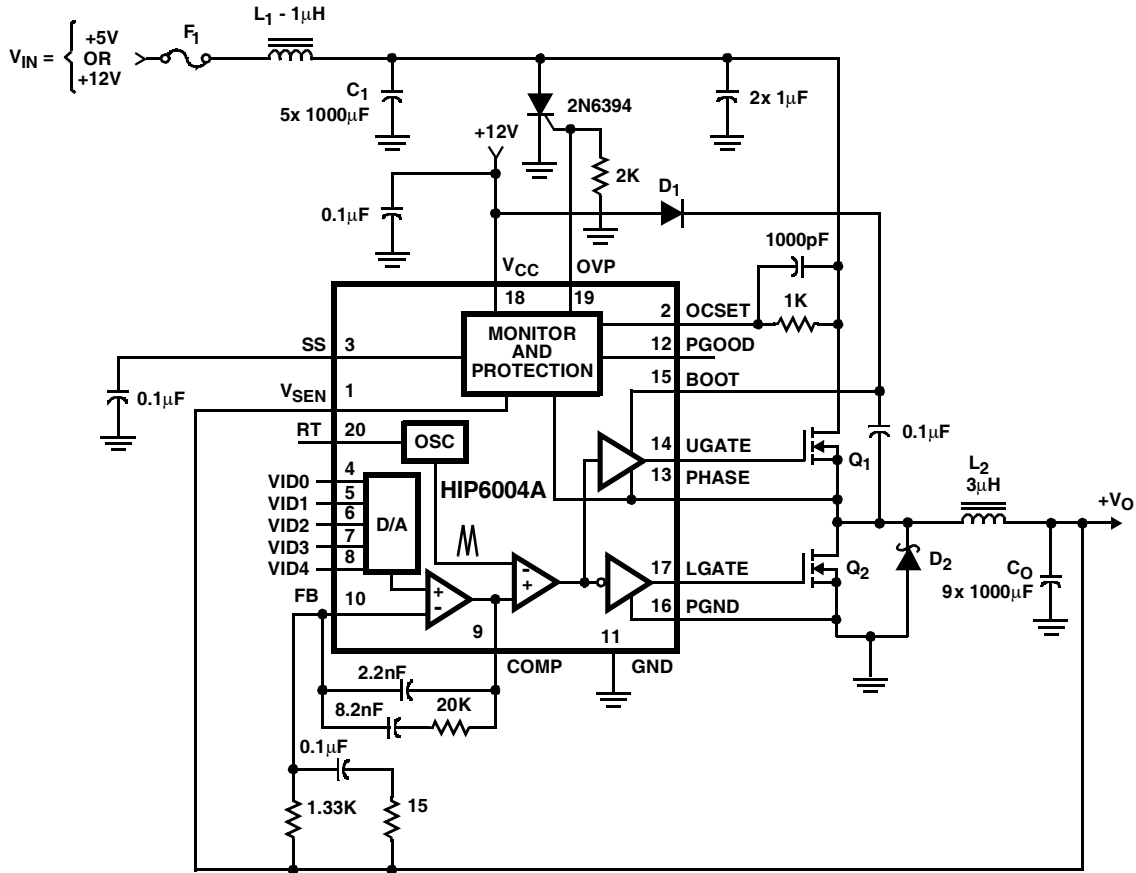 L1 - 1μH
F1
VIN =
+5V
OR
+12V
C1
5x 1000μF
2N6394
2x 1μF
+12V
2K
D1
0.1μF
1000pF
VCC
OVP
18
19
1K
2
OCSET
MONITOR
AND
PROTECTION
SS
3
12
PGOOD
15
BOOT
0.1μF
VSEN
1
RT
20
OSC
0.1μF
14
UGATE
Q1
13
PHASE
L2
3μH
+VO
HIP6004A
VID0
4
VID1
5
VID2
6
VID3
7
VID4
8
D/A
+
-
-
+
17
LGATE
Q2
D2
CO
9x 1000μF
FB
10
16
PGND
9
11
COMP
GND
2.2nF
8.2nF
20K
0.1μF
1.33K
15